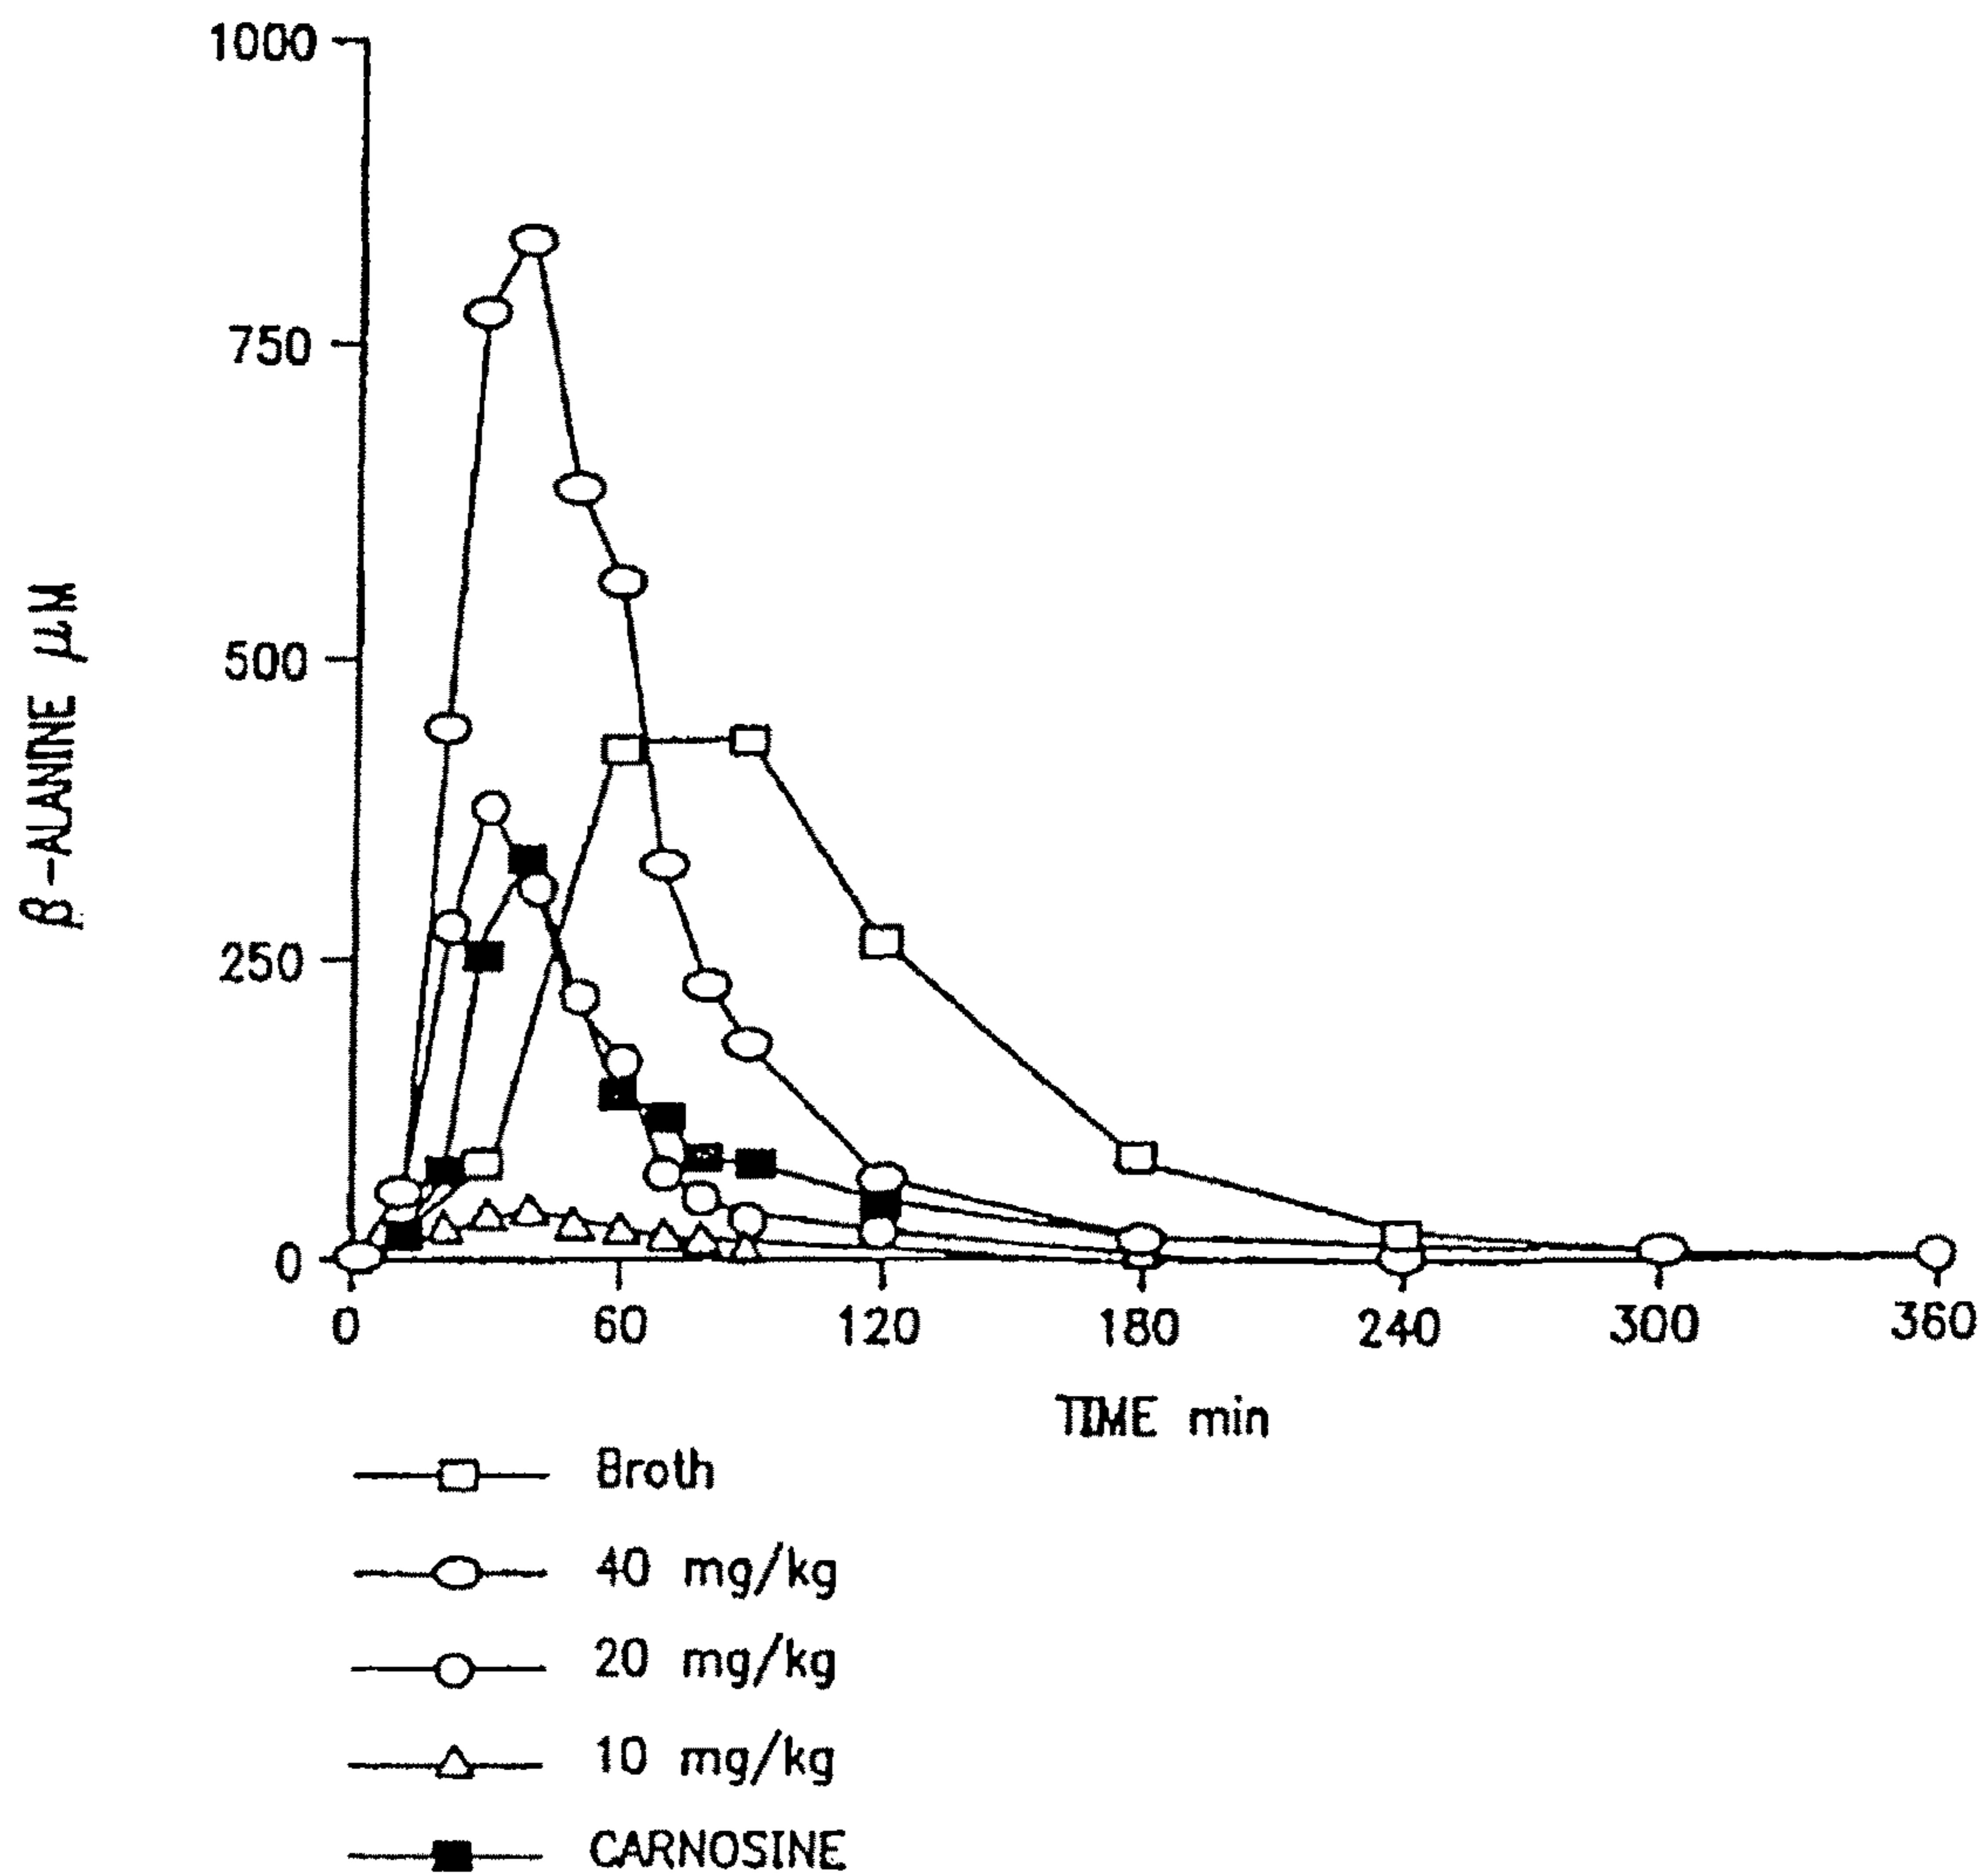 1000
750
500
250
0
β-ALANINE μM
0 60 120 180 240 300 360
TIME min
Broth
40 mg/kg
20 mg/kg
10 mg/kg
CARNOSINE